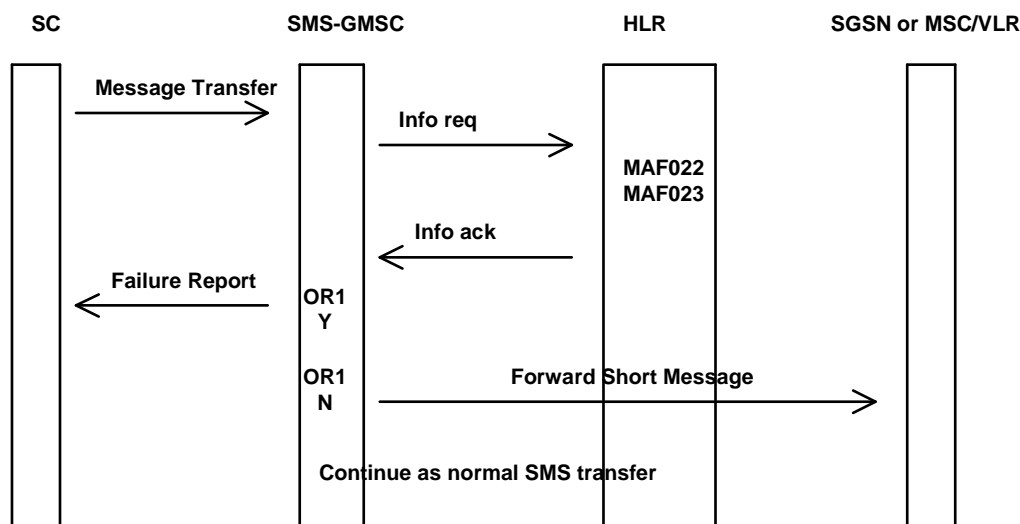 SC
SMS-GMSC
HLR
SGSN or MSC/VLR
Message Transfer
Info req
MAF022
MAF023
Info ack
Failure Report
OR1
Y
OR1
N
Forward Short Message
Continue as normal SMS transfer